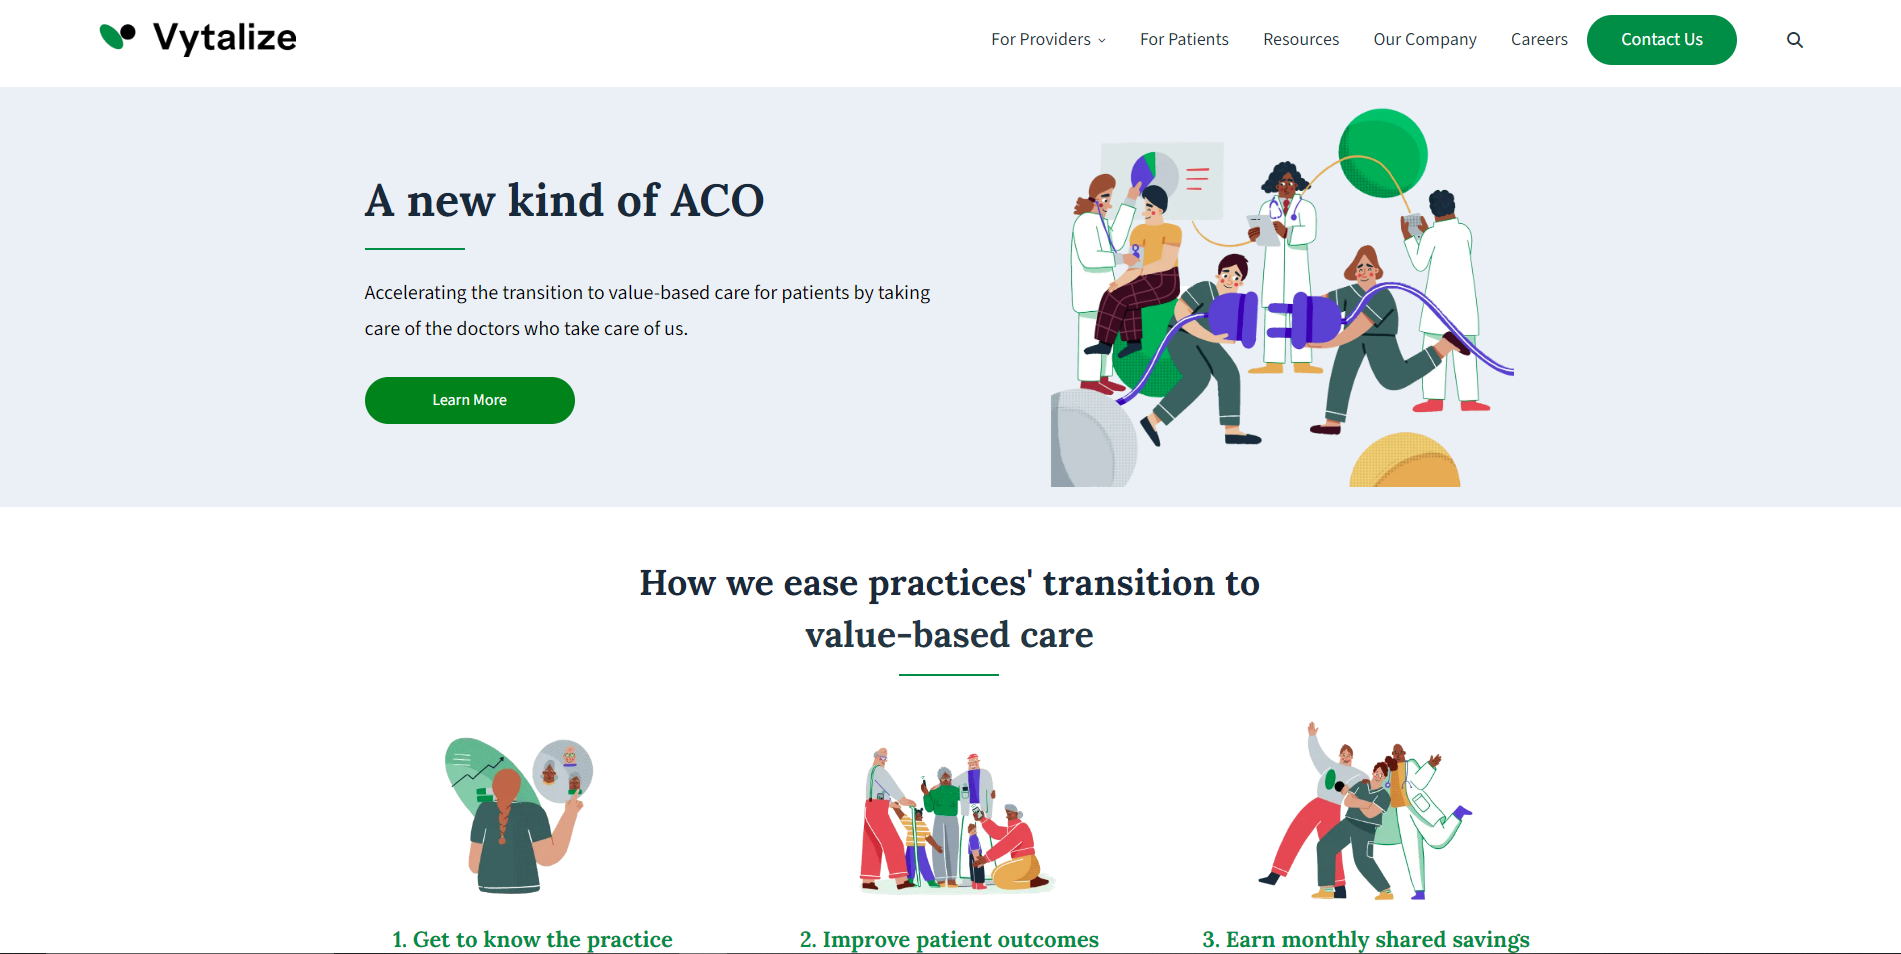 Vytalize
For Providers
For Patients
Resources
Our Company
Careers
Contact Us
A new kind of ACO
Accelerating the transition to value-based care for patients by taking
care of the doctors who take care of us.
Learn More
How we ease practices' transition to
value-based care
1. Get to know the practice
2. Improve patient outcomes
3. Earn monthly shared savings